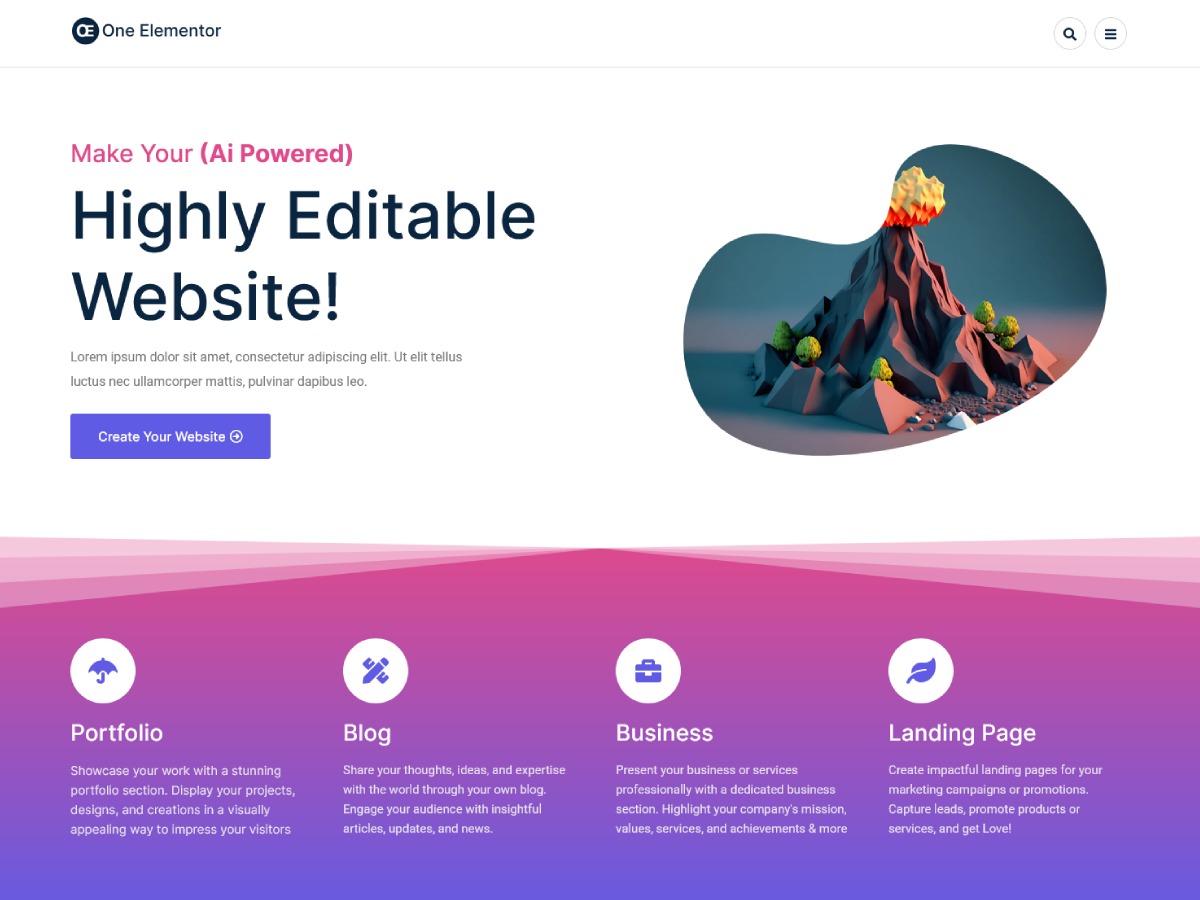 Œ One Elementor
Make Your (Ai Powered)
Highly Editable
Website!
Lorem ipsum dolor sit amet, consectetur adipiscing elit. Ut elit tellus
luctus nec ullamcorper mattis, pulvinar dapibus leo.
Create Your Website
Portfolio
Showcase your work with a stunning
portfolio section. Display your projects,
designs, and creations in a visually
appealing way to impress your visitors
Blog
Share your thoughts, ideas, and expertise
with the world through your own blog.
Engage your audience with insightful
articles, updates, and news.
Business
Present your business or services
professionally with a dedicated business
section. Highlight your company's mission,
values, services, and achievements & more
Landing Page
Create impactful landing pages for your
marketing campaigns or promotions.
Capture leads, promote products or
services, and get Love!